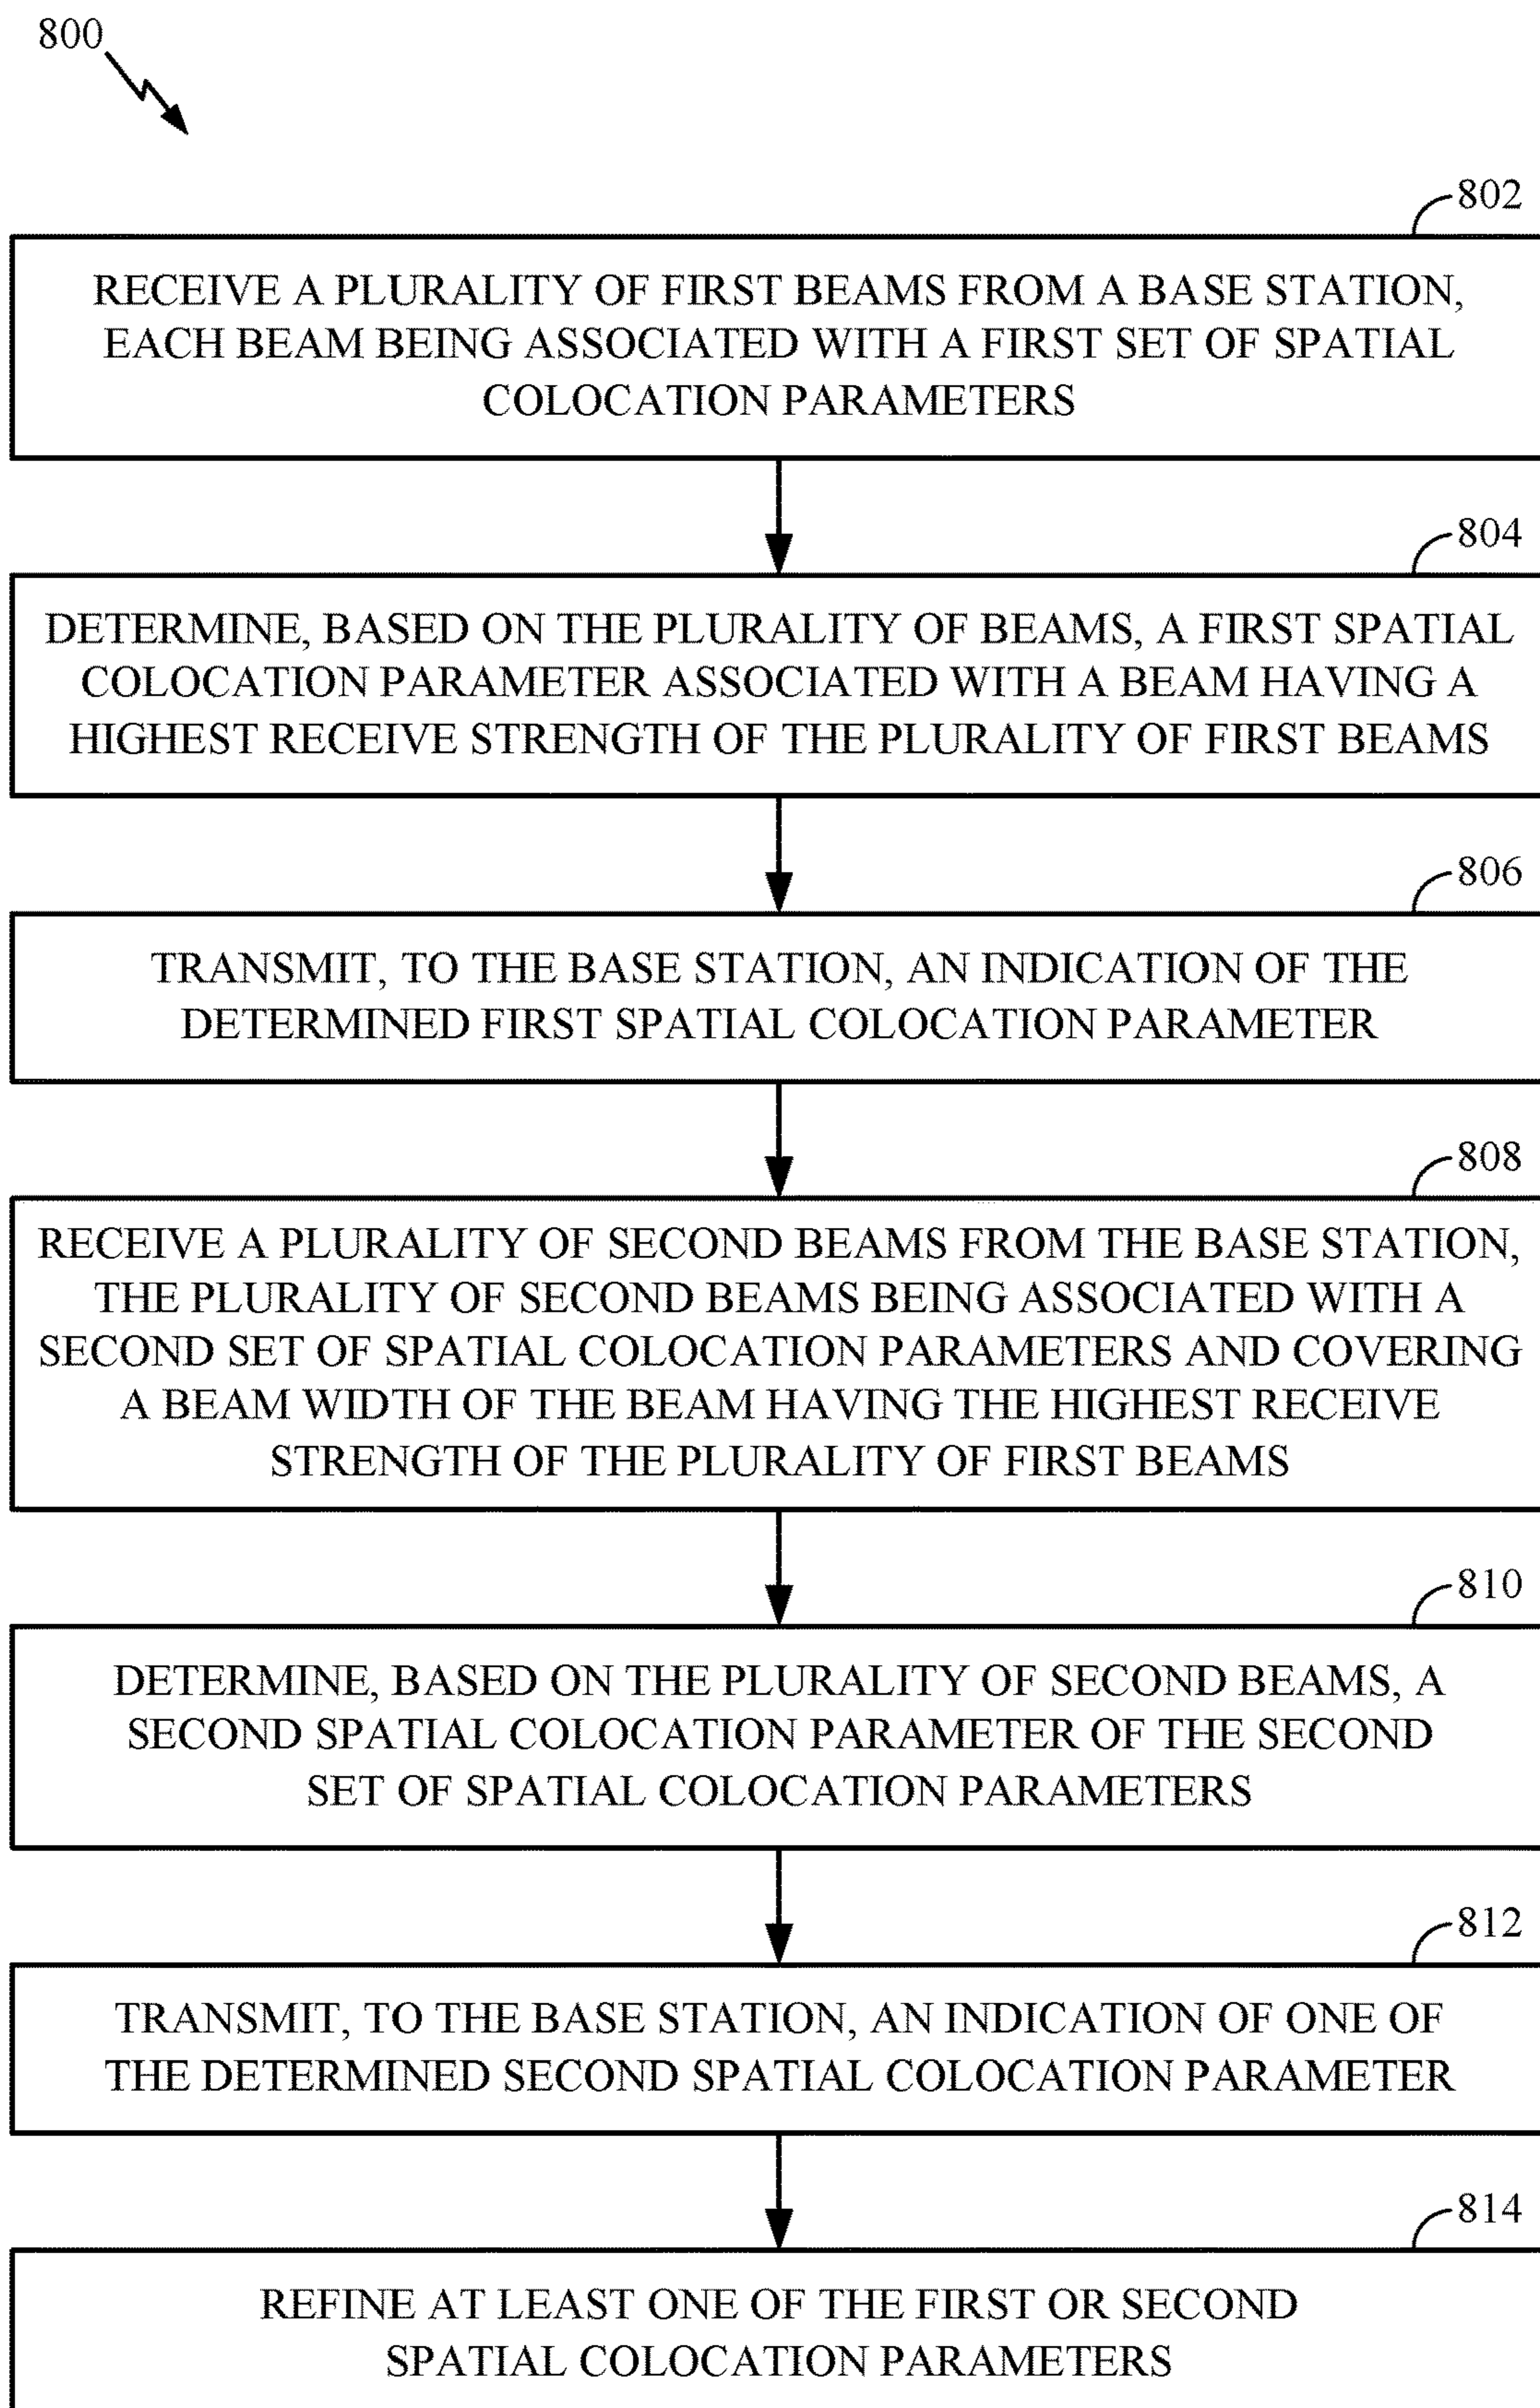 800
802
RECEIVE A PLURALITY OF FIRST BEAMS FROM A BASE STATION,
EACH BEAM BEING ASSOCIATED WITH A FIRST SET OF SPATIAL
COLOCATION PARAMETERS
804
DETERMINE, BASED ON THE PLURALITY OF BEAMS, A FIRST SPATIAL
COLOCATION PARAMETER ASSOCIATED WITH A BEAM HAVING A
HIGHEST RECEIVE STRENGTH OF THE PLURALITY OF FIRST BEAMS
806
TRANSMIT, TO THE BASE STATION, AN INDICATION OF THE
DETERMINED FIRST SPATIAL COLOCATION PARAMETER
808
RECEIVE A PLURALITY OF SECOND BEAMS FROM THE BASE STATION,
THE PLURALITY OF SECOND BEAMS BEING ASSOCIATED WITH A
SECOND SET OF SPATIAL COLOCATION PARAMETERS AND COVERING
A BEAM WIDTH OF THE BEAM HAVING THE HIGHEST RECEIVE
STRENGTH OF THE PLURALITY OF FIRST BEAMS
810
DETERMINE, BASED ON THE PLURALITY OF SECOND BEAMS, A
SECOND SPATIAL COLOCATION PARAMETER OF THE SECOND
SET OF SPATIAL COLOCATION PARAMETERS
812
TRANSMIT, TO THE BASE STATION, AN INDICATION OF ONE OF
THE DETERMINED SECOND SPATIAL COLOCATION PARAMETER
814
REFINE AT LEAST ONE OF THE FIRST OR SECOND
SPATIAL COLOCATION PARAMETERS